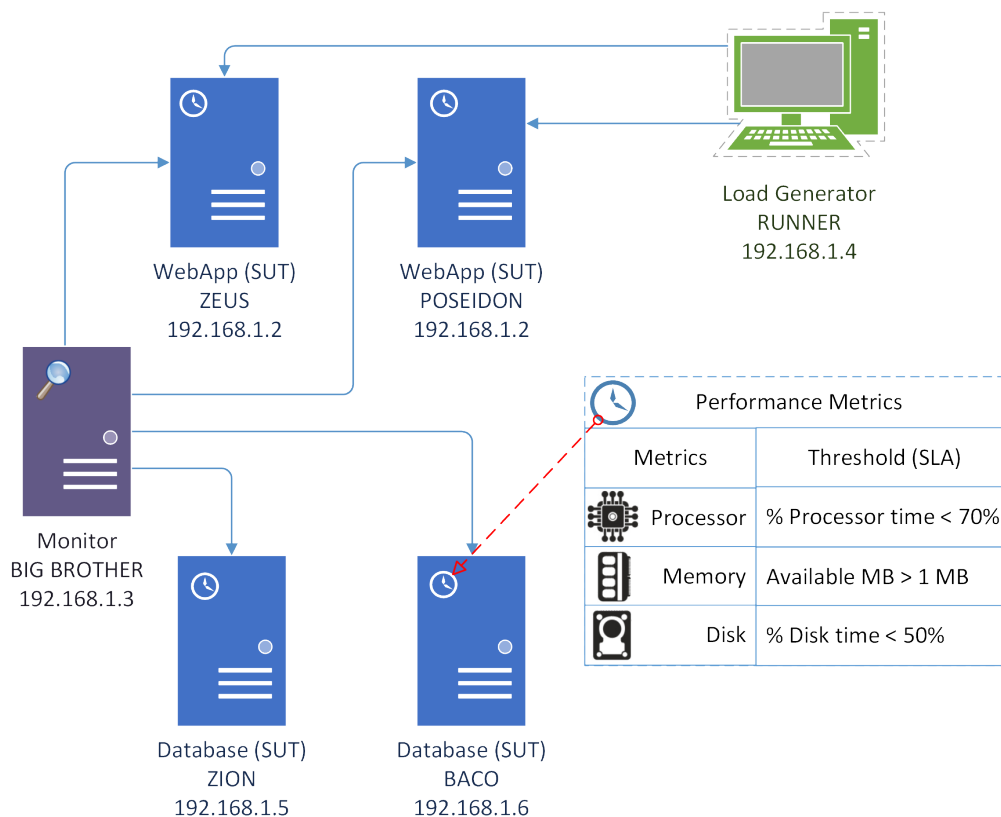 Load Generator
RUNNER
192.168.1.4
WebApp (SUT)
ZEUS
192.168.1.2
WebApp (SUT)
POSEIDON
192.168.1.2
Monitor
BIG BROTHER
192.168.1.3
Performance Metrics
Metrics
Threshold (SLA)
Processor
% Processor time < 70%
Memory
Available MB > 1 MB
Disk
% Disk time < 50%
Database (SUT)
ZION
192.168.1.5
Database (SUT)
BACO
192.168.1.6